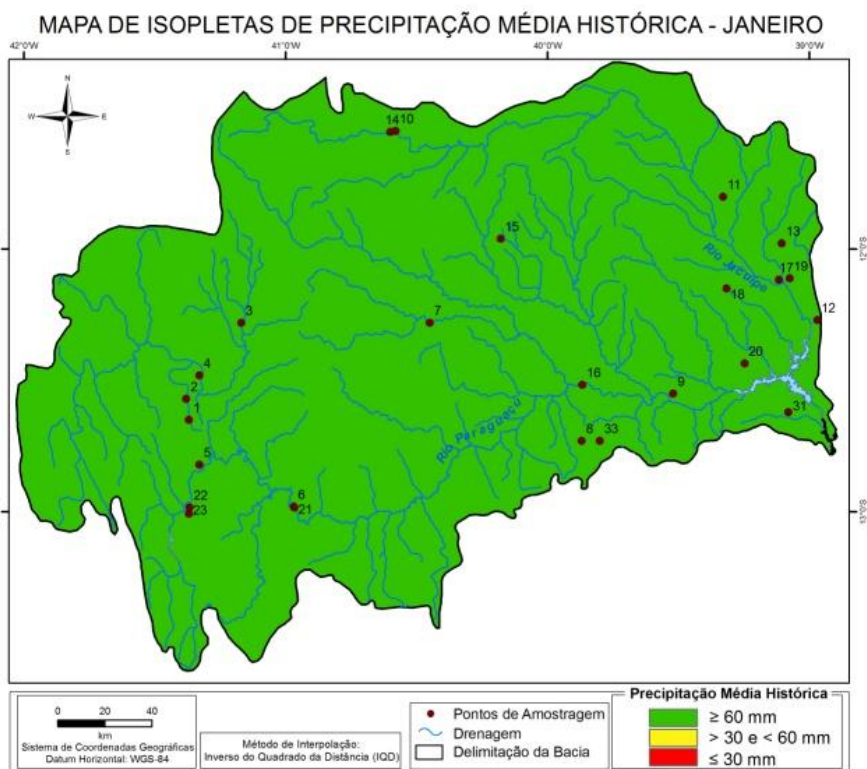 MAPA DE ISOPLETAS DE PRECIPITAÇÃO MÉDIA HISTÓRICA - JANEIRO
42°0'W
41°0'W
40°0'W
39°0'W
N
W
E
S
14
10
11
15
13
12°0'S
Rio Jacuípe
17
19
18
3
7
12
4
20
2
16
9
1
31
Rio Paraguaçu
8
33
5
22
6
23
21
13°0'S
0
20
40
km
Sistema de Coordenadas Geográficas
Datum Horizontal: WGS-84
Método de Interpolação:
Inverso do Quadrado da Distância (IQD)
Pontos de Amostragem
Drenagem
Delimitação da Bacia
Precipitação Média Histórica
≥ 60 mm
> 30 e < 60 mm
≤ 30 mm